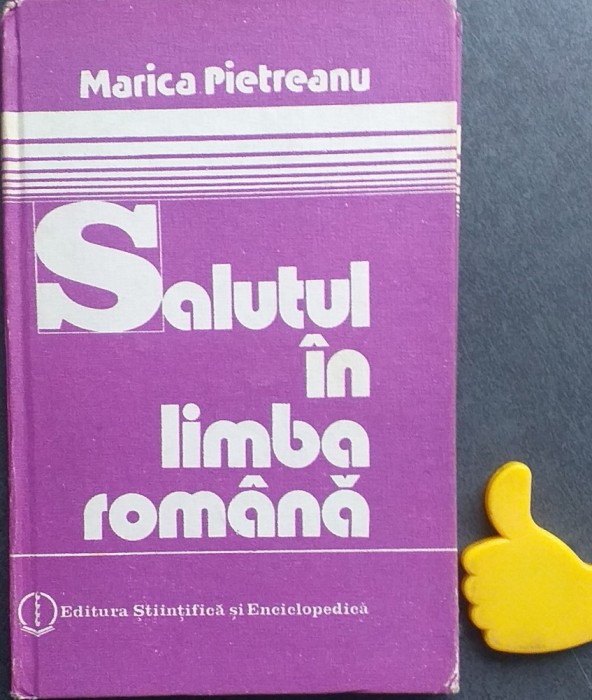 Marica Pietreanu
Salutul
în
limba
română
Editura Științifică și Enciclopedică